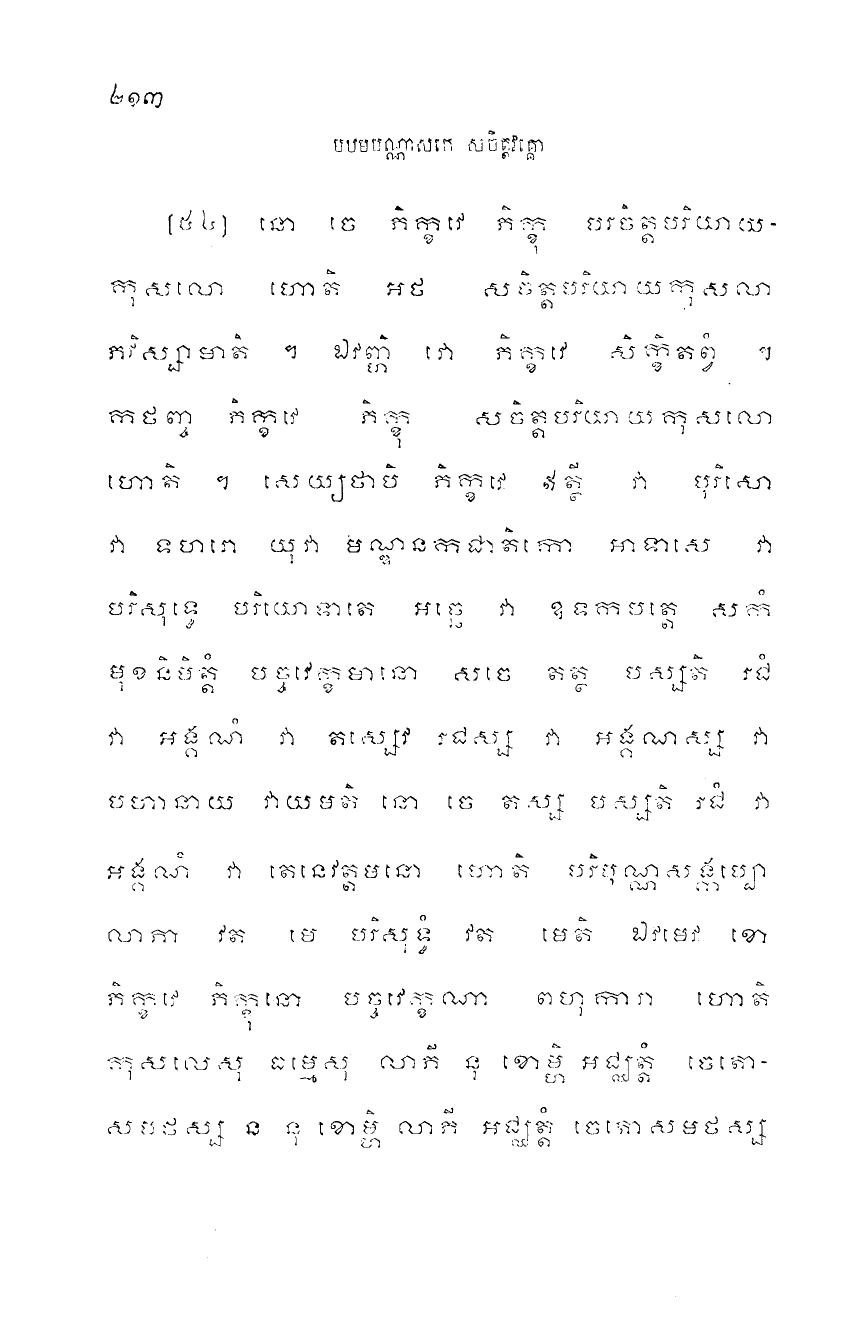 ២១៣
បឋមបណ្ណាសកេ សចិត្តវគ្គោ
[៥៤] នោ ចេ ភិក្ខវេ ភិក្ខុ បរចិត្តបរិយាយ-
កុសលោ ហោតិ អថ សចិត្តបរិយាយកុសលា
ភវិស្សាមាតិ ។ ឯវញ្ហិ វោ ភិក្ខវេ សិក្ខិតព្វំ ។
កថញ្ច ភិក្ខវេ ភិក្ខុ សចិត្តបរិយាយកុសលោ
ហោតិ ។ សេយ្យថាបិ ភិក្ខវេ ឥត្ថី វា បុរិសោ
វា ទហរោ យុវា មណ្ឌនកជាតិកោ អាទាសេ វា
បរិសុទ្ធេ បរិយោទាតេ អច្ឆេ វា ឧទកបត្តេ សកំ
មុខនិមិត្តំ បច្ចវេក្ខមានោ សចេ តត្ថ បស្សតិ រជំ
វា អង្គណំ វា តស្សេវ រជស្ស វា អង្គណស្ស វា
បហានាយ វាយមតិ នោ ចេ តស្ស បស្សតិ រជំ វា
អង្គណំ វា តេនេវត្តមនោ ហោតិ បរិបុណ្ណសង្កប្បោ
លាភា វត មេ បរិសុទ្ធំ វត មេតិ ឯវមេវ ខោ
ភិក្ខវេ ភិក្ខុនោ បច្ចវេក្ខណា ពហុការា ហោតិ
កុសលេសុ ធម្មេសុ លាភី នុ ខោម្ហិ អជ្ឈត្តំ ចេតោ-
សមថស្ស ន នុ ខោម្ហិ លាភី អជ្ឈត្តំ ចេតោសមថស្ស